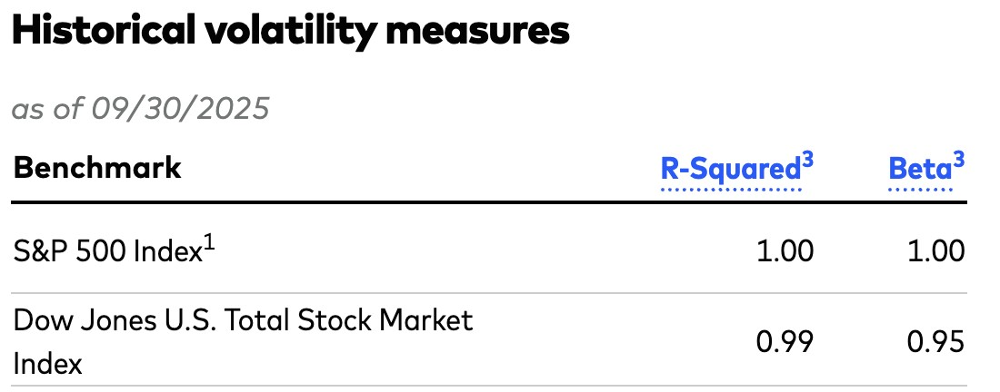 Historical volatility measures
as of 09/30/2025
Benchmark R-Squared3 Beta3
S&P 500 Index1 1.00 1.00
Dow Jones U.S. Total Stock Market
Index 0.99 0.95